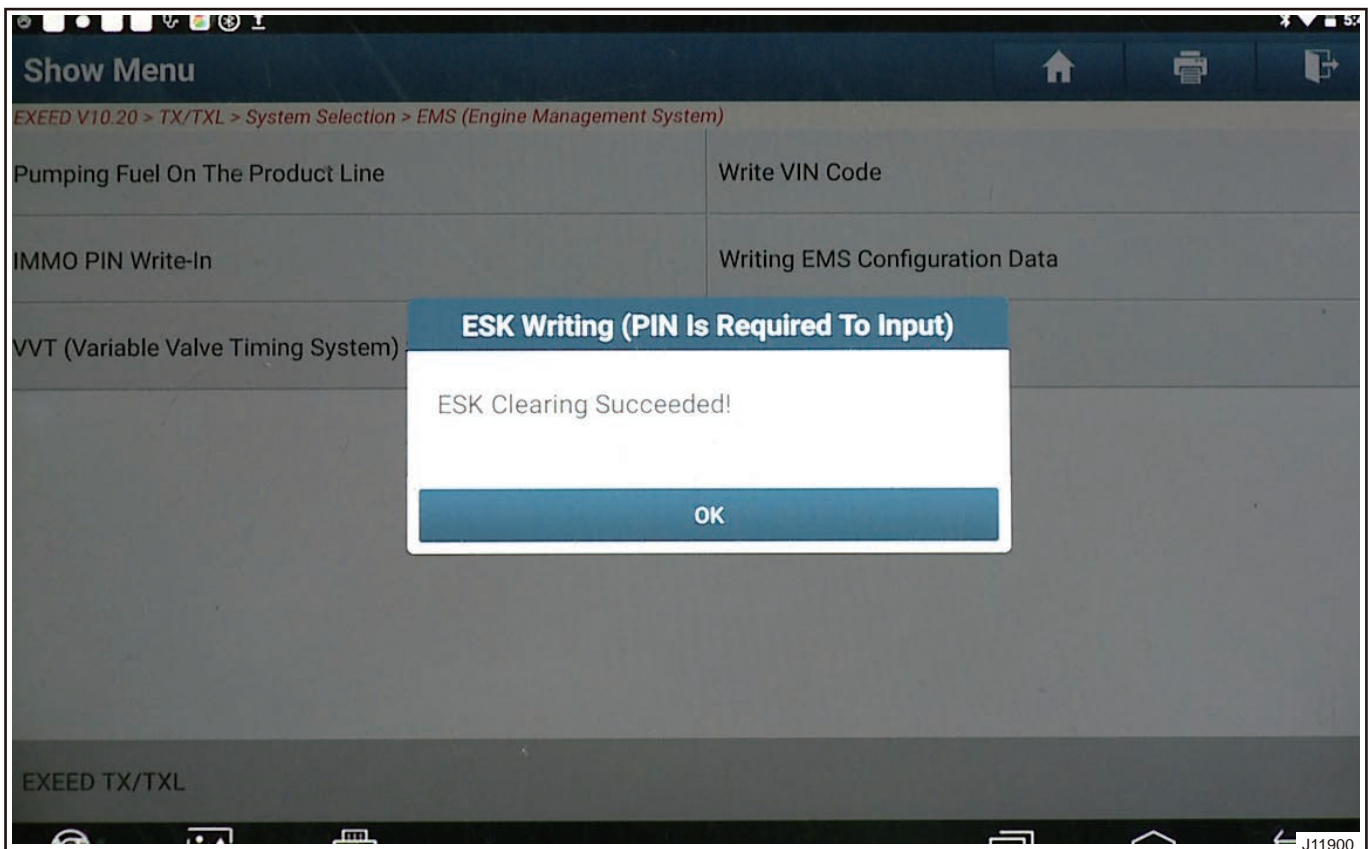 5:
Show Menu
EXEED V10.20 > TX/TXL > System Selection > EMS (Engine Management System)
Pumping Fuel On The Product Line
Write VIN Code
IMMO PIN Write-In
Writing EMS Configuration Data
VVT (Variable Valve Timing System)
ESK Writing (PIN Is Required To Input)
ESK Clearing Succeeded!
OK
EXEED TX/TXL
J11900